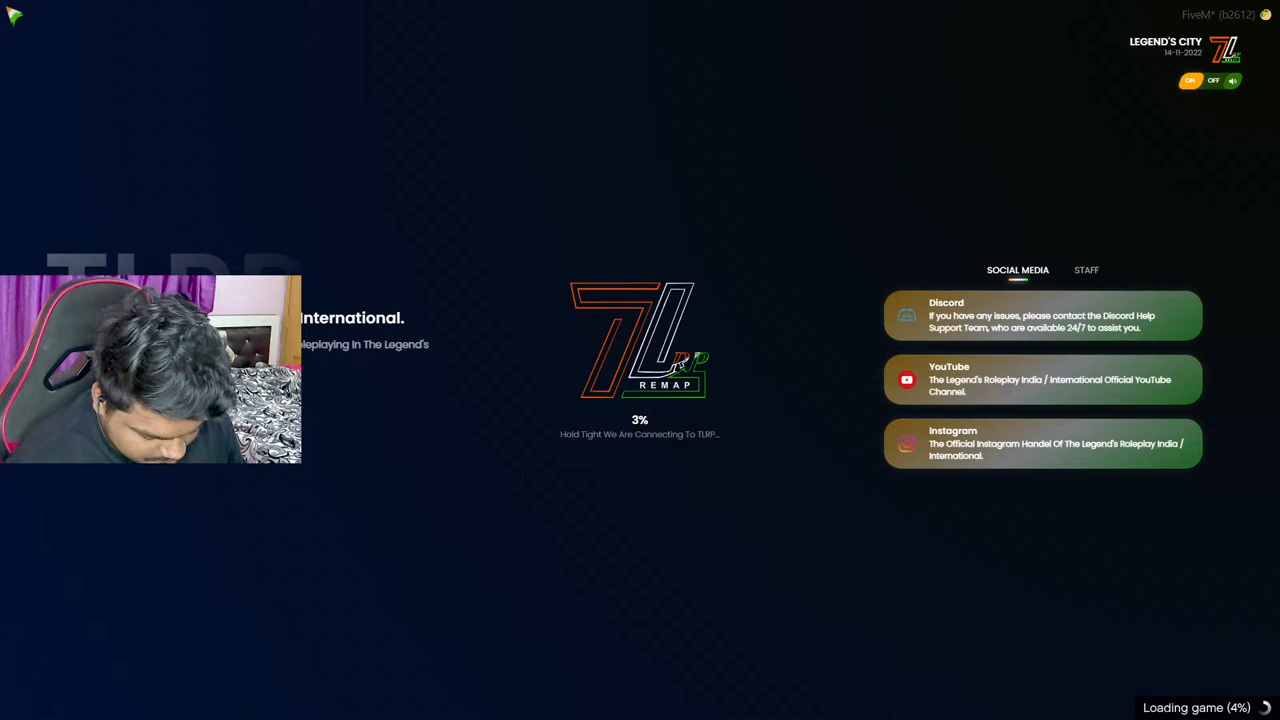 FiveM* (b2612)
LEGEND'S CITY
14-11-2022
ON OFF
International.
leplaying In The Legend's
REMAP
3%
Hold Tight We Are Connecting To TLRP...
SOCIAL MEDIA STAFF
Discord
If you have any issues, please contact the Discord Help
Support Team, who are available 24/7 to assist you.
YouTube
The Legend's Roleplay India / International Official YouTube
Channel.
Instagram
The Official Instagram Handel Of The Legend's Roleplay India /
International.
Loading game (4%)